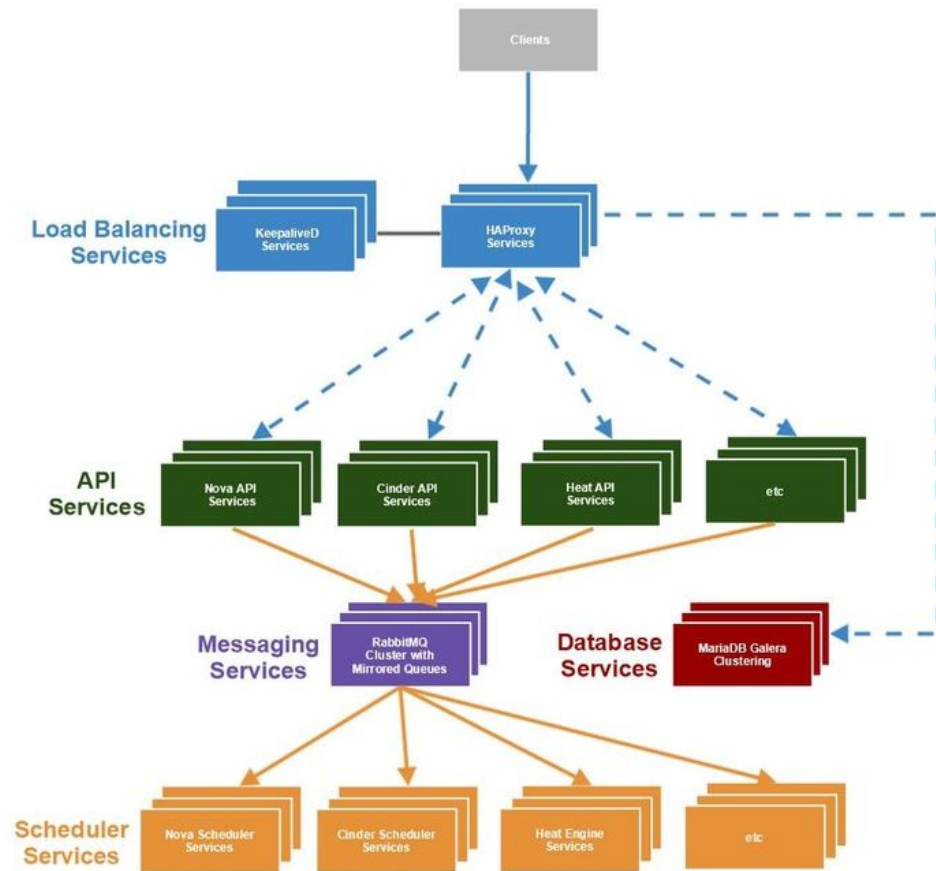 Clients
Load Balancing
Services
KeepaliveD
Services
HAProxy
Services
API
Services
Nova API
Services
Cinder API
Services
Heat API
Services
etc
Messaging
Services
RabbitMQ
Cluster with
Mirrored Queues
Database
Services
MariaDB Galera
Clustering
Scheduler
Services
Nova Scheduler
Services
Cinder Scheduler
Services
Heat Engine
Services
etc